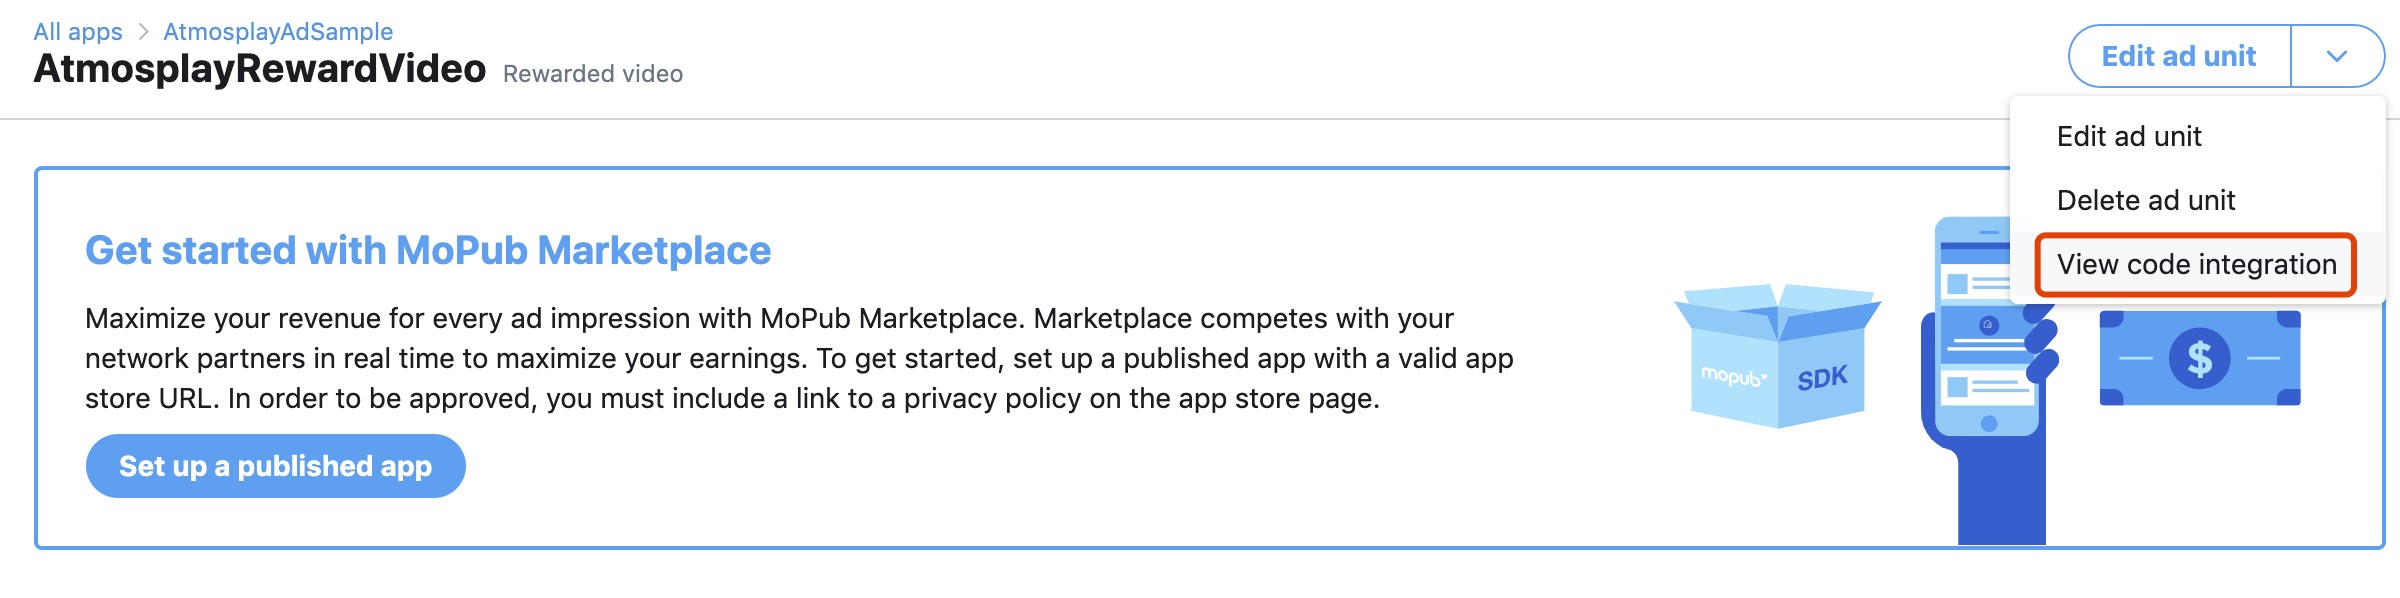 All apps > AtmosplayAdSample
AtmosplayRewardVideo Rewarded video
Edit ad unit
Edit ad unit
Delete ad unit
View code integration
Get started with MoPub Marketplace
Maximize your revenue for every ad impression with MoPub Marketplace. Marketplace competes with your
network partners in real time to maximize your earnings. To get started, set up a published app with a valid app
store URL. In order to be approved, you must include a link to a privacy policy on the app store page.
Set up a published app
mopub SDK
$